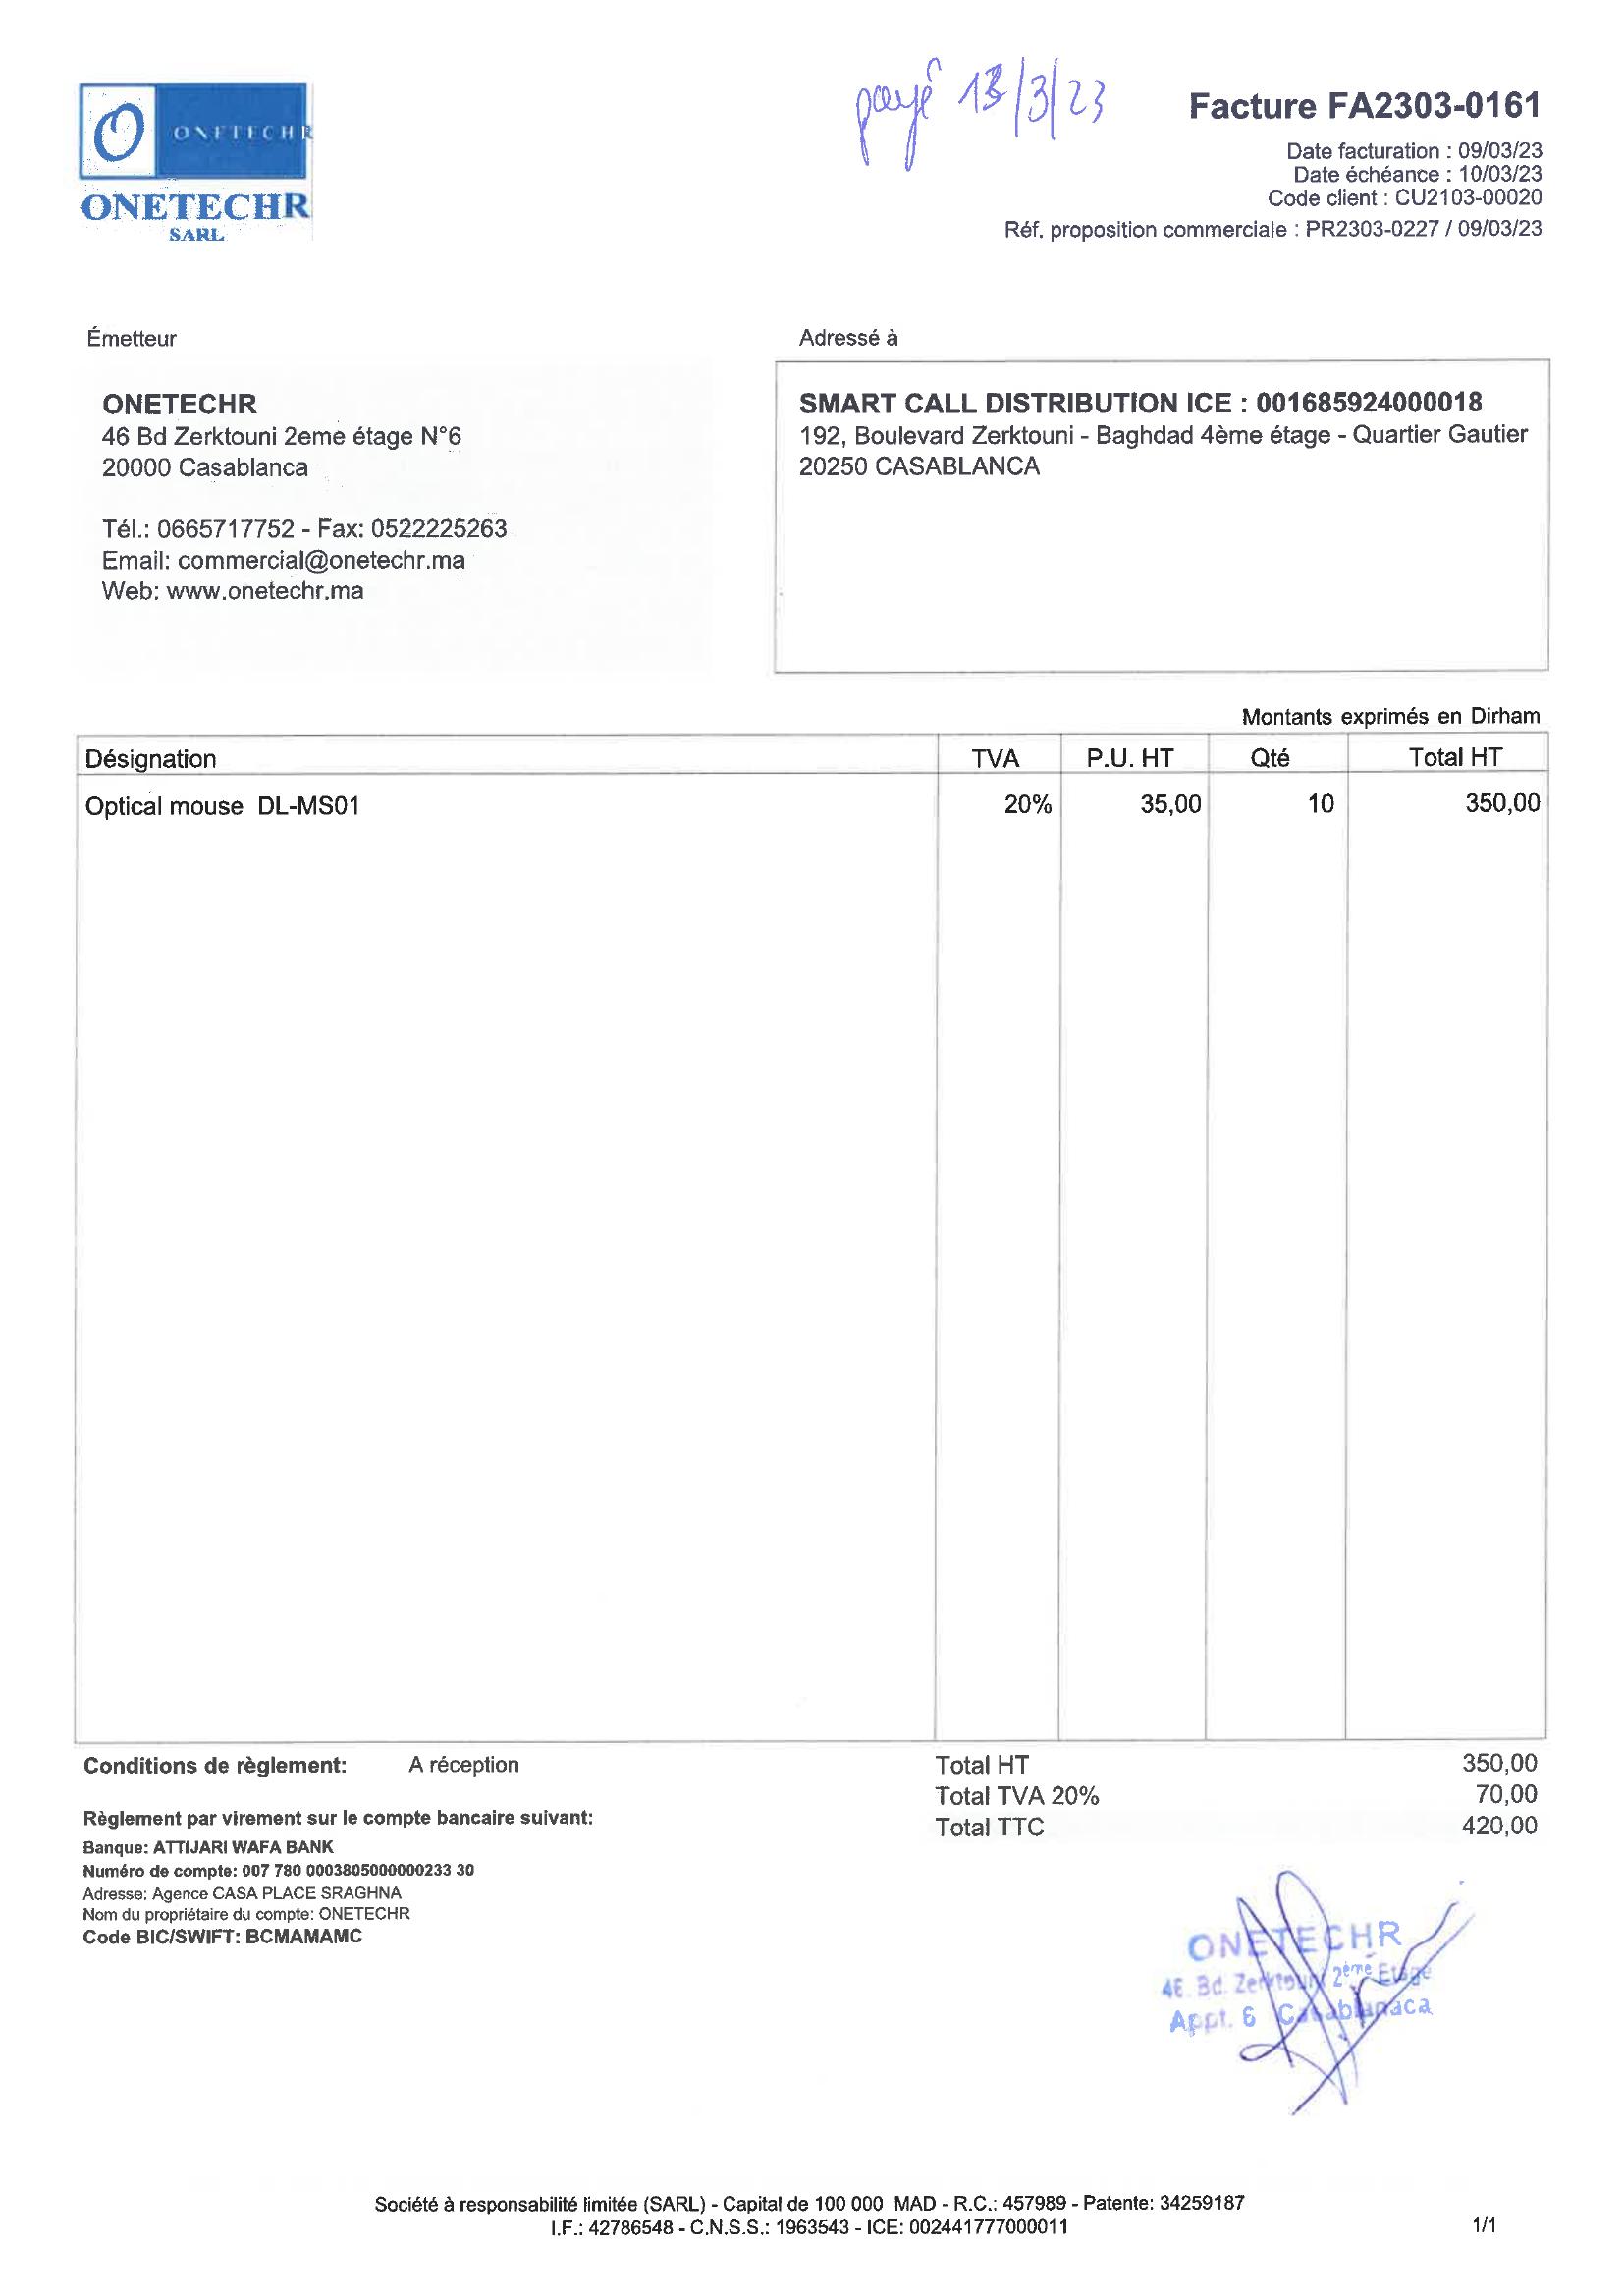 payé 13/3/23
Facture FA2303-0161
Date facturation : 09/03/23
Date échéance : 10/03/23
Code client : CU2103-00020
Réf. proposition commerciale : PR2303-0227 / 09/03/23
O ONETECHR
ONETECHR
SARL
Émetteur
ONETECHR
46 Bd Zerktouni 2eme étage N°6
20000 Casablanca
Tél.: 0665717752 - Fax: 0522225263
Email: commercial@onetechr.ma
Web: www.onetechr.ma
Adressé à
SMART CALL DISTRIBUTION ICE : 001685924000018
192, Boulevard Zerktouni - Baghdad 4ème étage - Quartier Gautier
20250 CASABLANCA
Montants exprimés en Dirham
Désignation TVA P.U. HT Qté Total HT
Optical mouse DL-MS01 20% 35,00 10 350,00
Conditions de règlement: A réception
Règlement par virement sur le compte bancaire suivant:
Banque: ATTIJARI WAFA BANK
Numéro de compte: 007 780 0003805000000233 30
Adresse: Agence CASA PLACE SRAGHNA
Nom du propriétaire du compte: ONETECHR
Code BIC/SWIFT: BCMAMAMC
Total HT 350,00
Total TVA 20% 70,00
Total TTC 420,00
ONETECHR
46. Bd. Zerktouni 2ème Etage
Appt. 6 Casablanaca
Société à responsabilité limitée (SARL) - Capital de 100 000 MAD - R.C.: 457989 - Patente: 34259187
I.F.: 42786548 - C.N.S.S.: 1963543 - ICE: 002441777000011
1/1